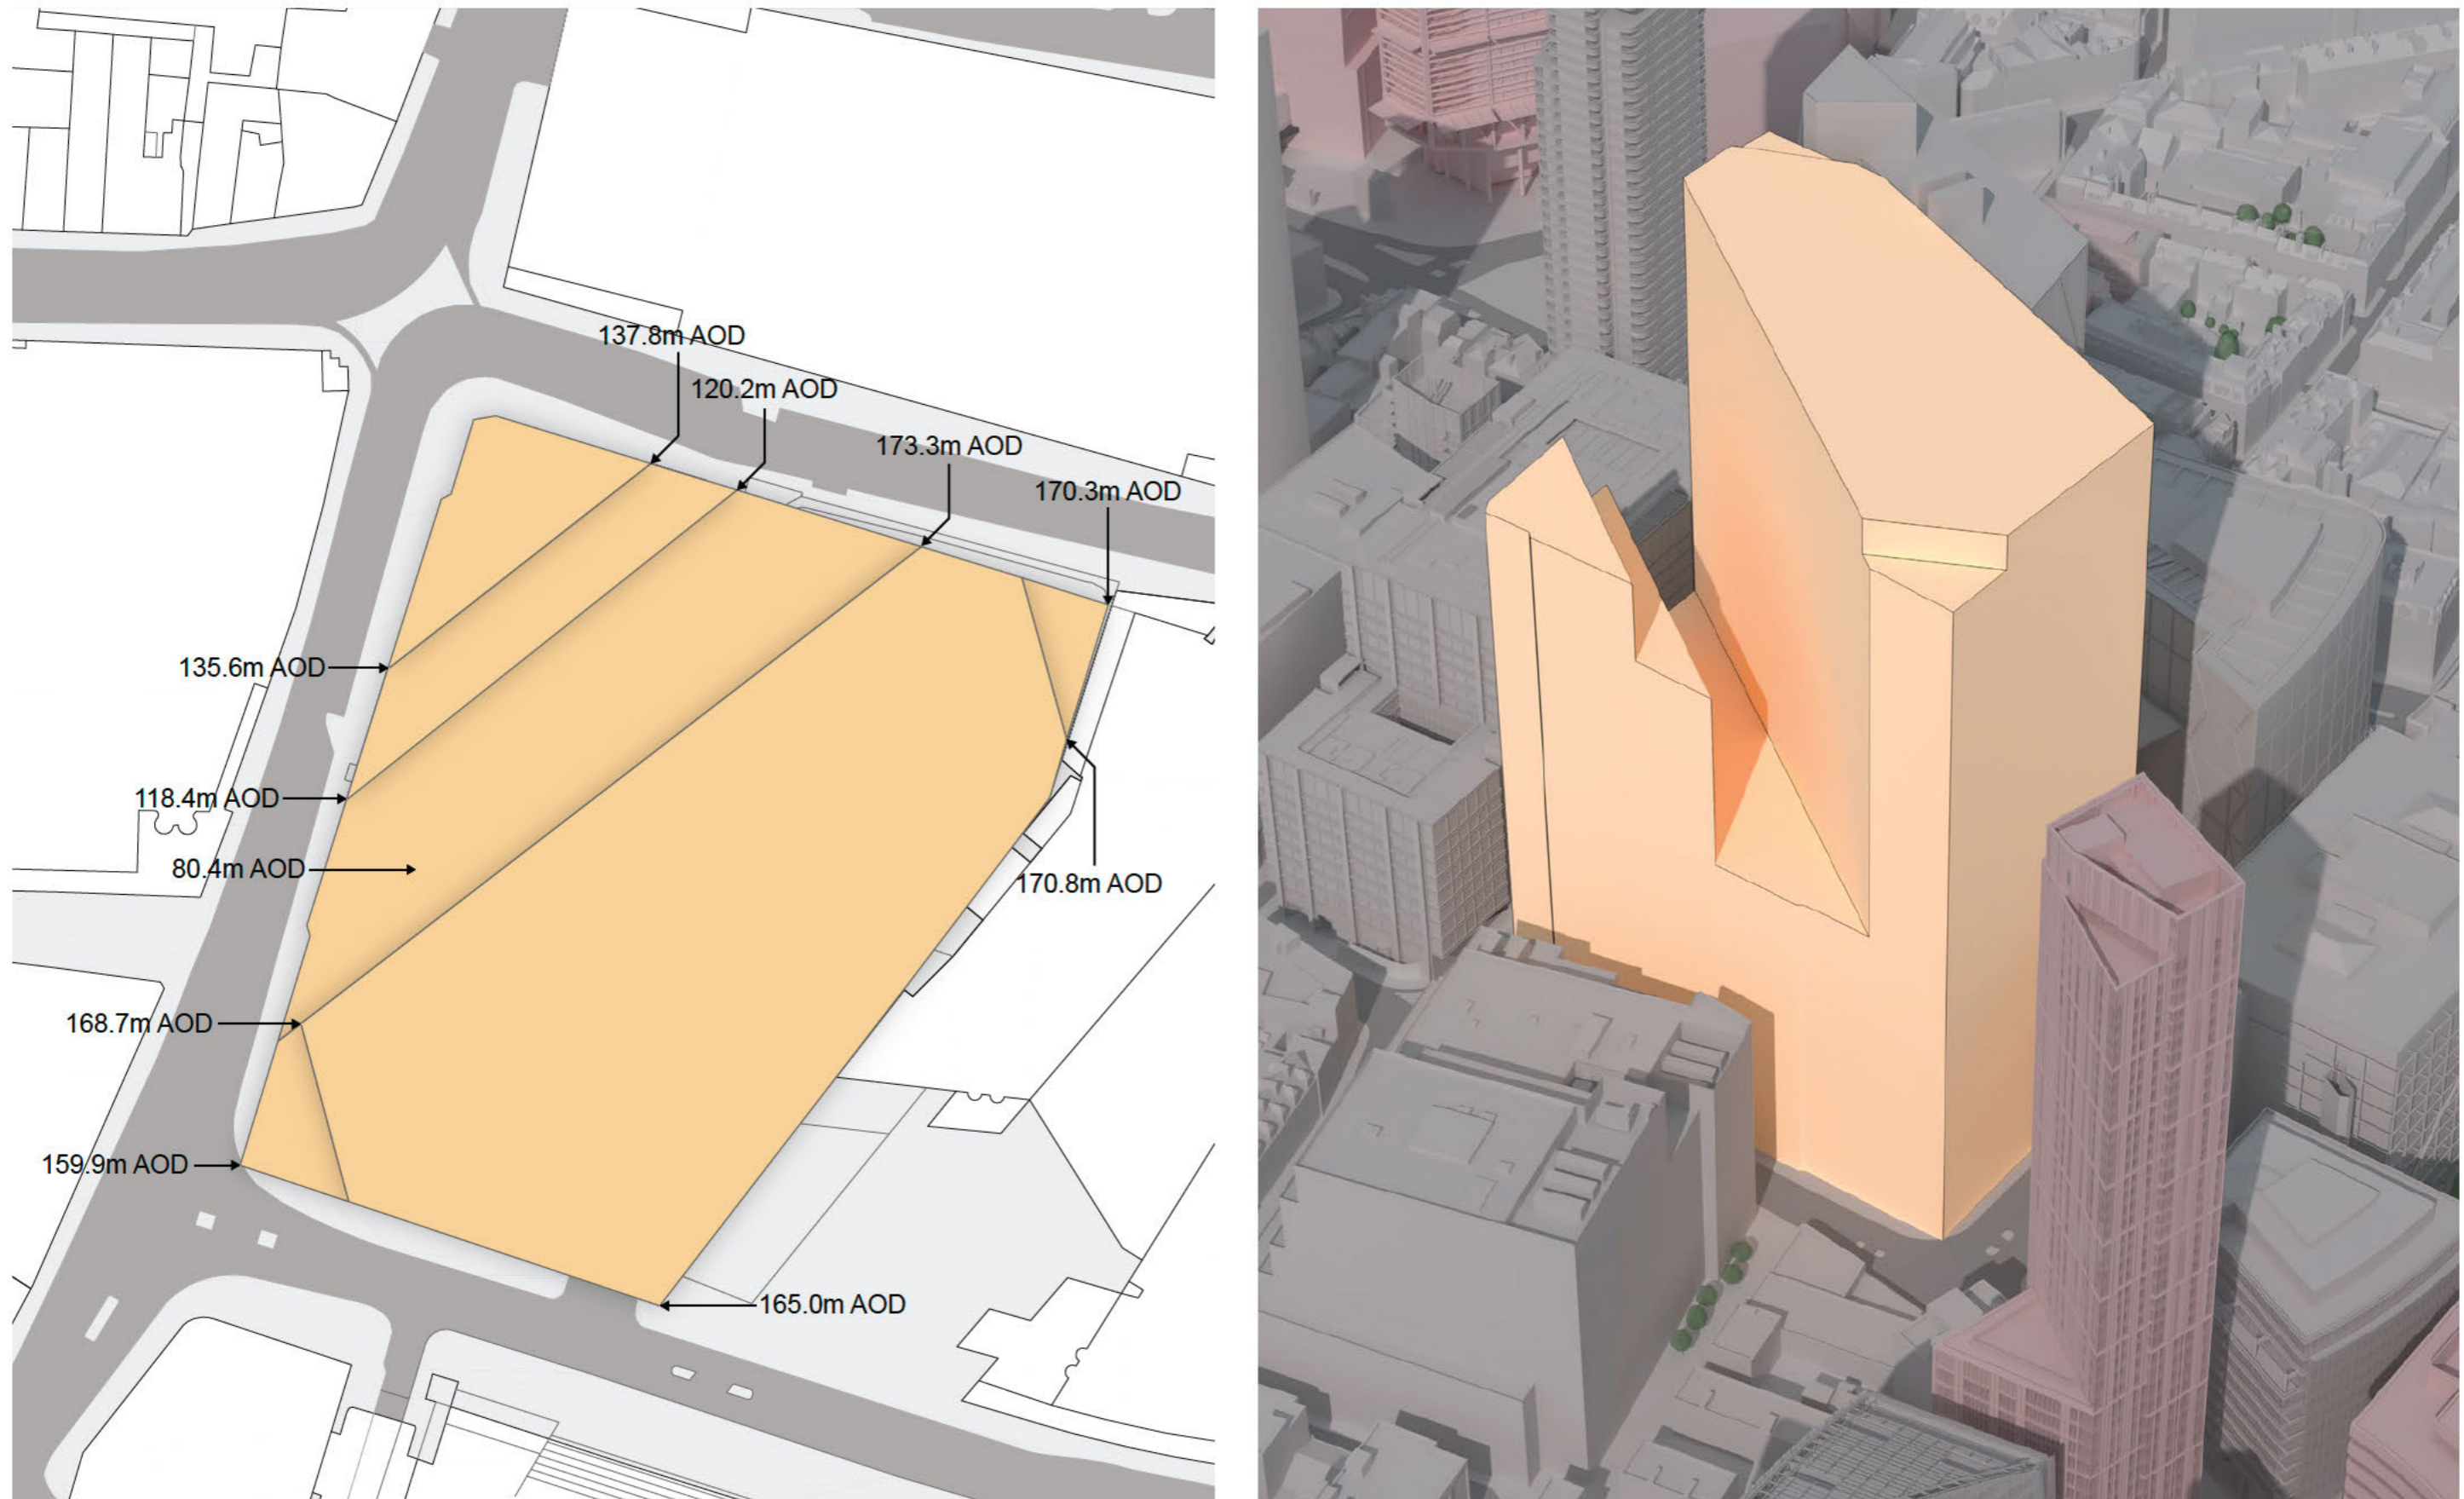 137.8m AOD
120.2m AOD
173.3m AOD
170.3m AOD
135.6m AOD
118.4m AOD
80.4m AOD
170.8m AOD
168.7m AOD
159.9m AOD
165.0m AOD